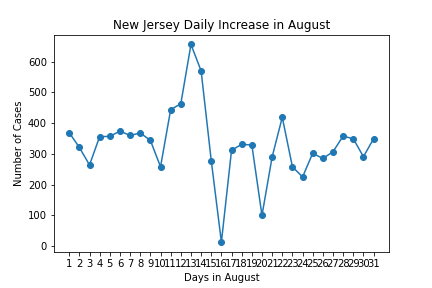 New Jersey Daily Increase in August
Number of Cases
600
500
400
300
200
100
0
1 2 3 4 5 6 7 8 9 10 11 12 13 14 15 16 17 18 19 20 21 22 23 24 25 26 27 28 29 30 31
Days in August